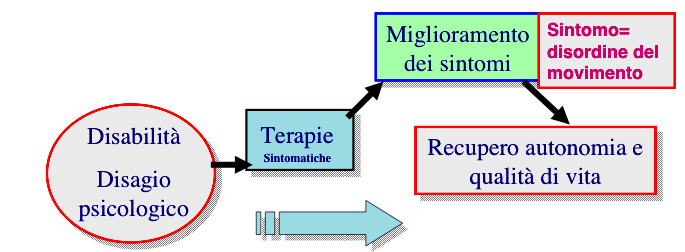 Disabilità
Disagio
psicologico
Terapie
Sintomatiche
Miglioramento
dei sintomi
Sintomo=
disordine del
movimento
Recupero autonomia e
qualità di vita